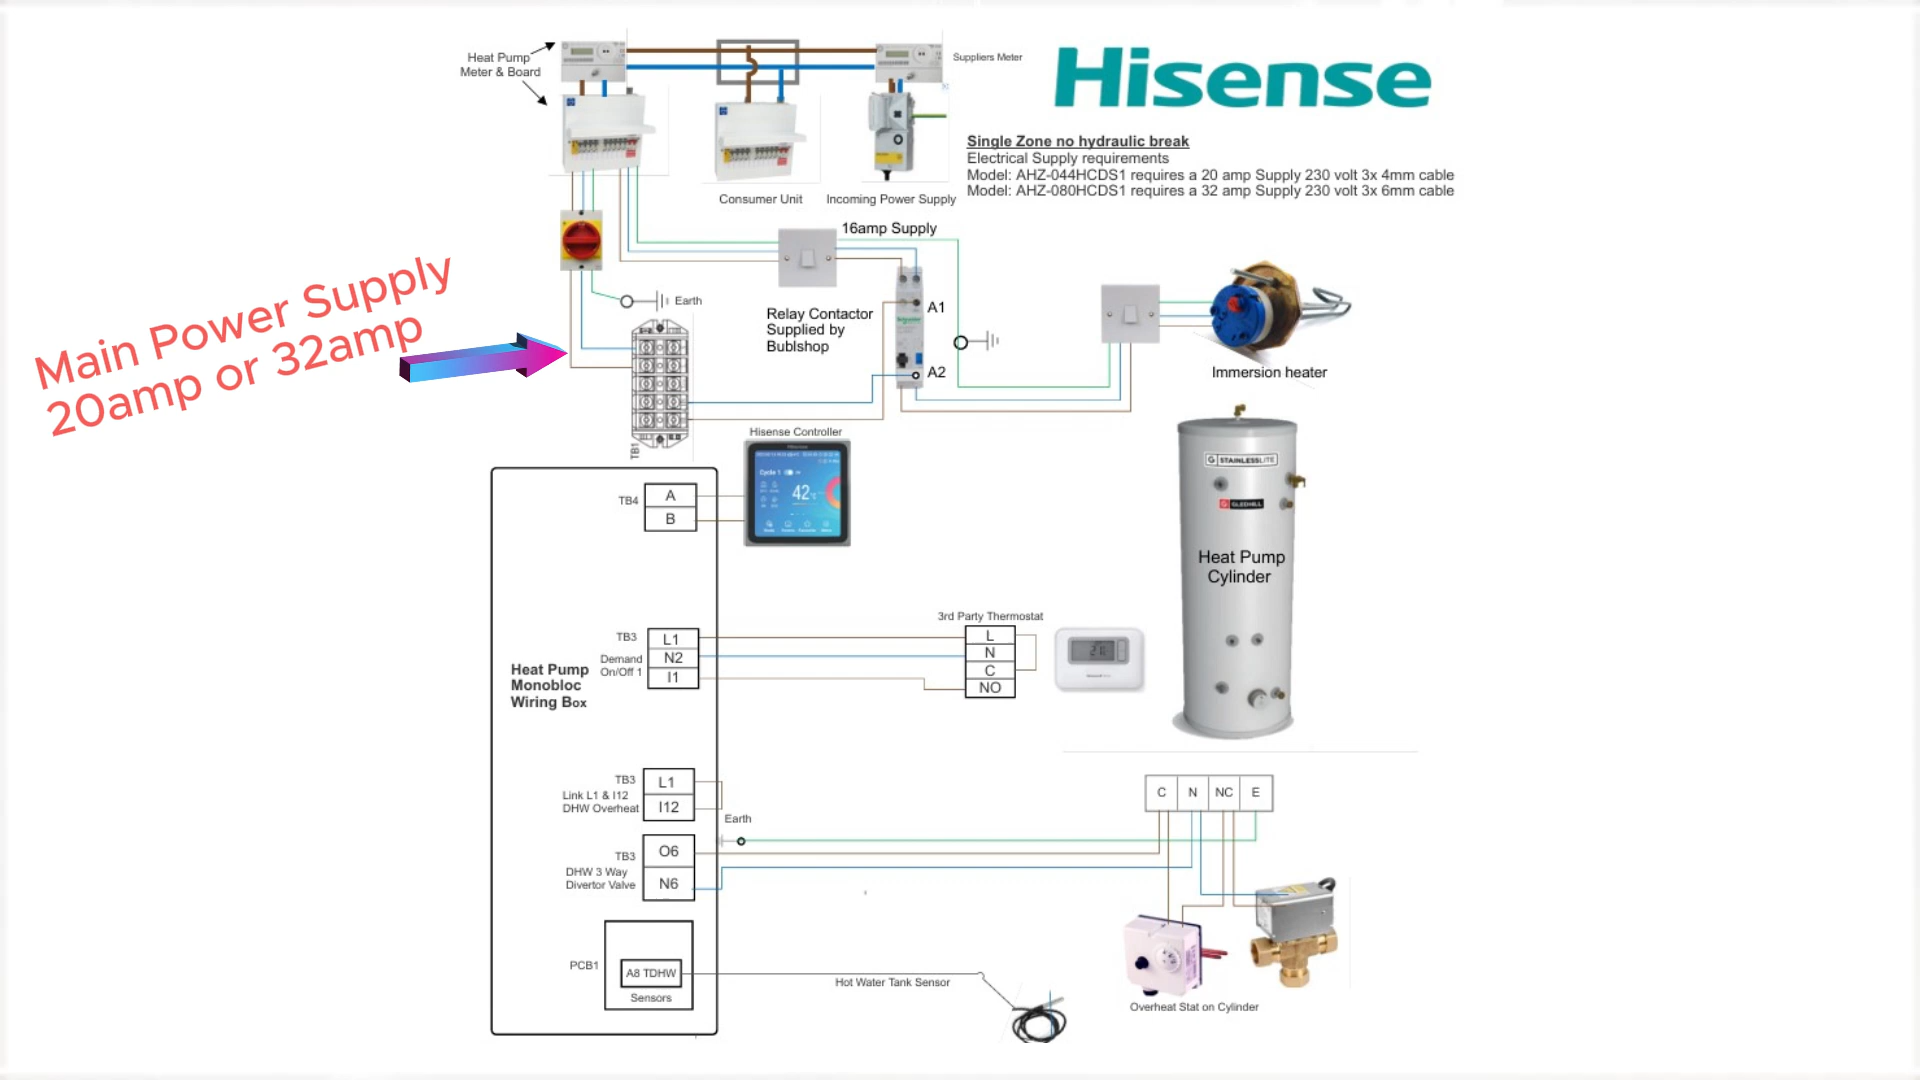 Heat Pump
Meter & Board
Suppliers Meter
Hisense
Single Zone no hydraulic break
Electrical Supply requirements
Model: AHZ-044HCDS1 requires a 20 amp Supply 230 volt 3x 4mm cable
Model: AHZ-080HCDS1 requires a 32 amp Supply 230 volt 3x 6mm cable
Consumer Unit
Incoming Power Supply
16amp Supply
Main Power Supply
20amp or 32amp
Earth
Relay Contactor
Supplied by
Bublshop
A1
A2
Immersion heater
TB1
Hisense Controller
Cycle 1
42
TB4
A
B
G STAINLESSLITE
G GLEDHILL
Heat Pump
Cylinder
3rd Party Thermostat
TB3
Demand
On/Off 1
L1
N2
I1
L
N
C
NO
Heat Pump
Monobloc
Wiring Box
TB3
Link L1 & I12
DHW Overheat
L1
I12
Earth
C
N
NC
E
TB3
DHW 3 Way
Divertor Valve
O6
N6
PCB1
A8 TDHW
Sensors
Hot Water Tank Sensor
Overheat Stat on Cylinder